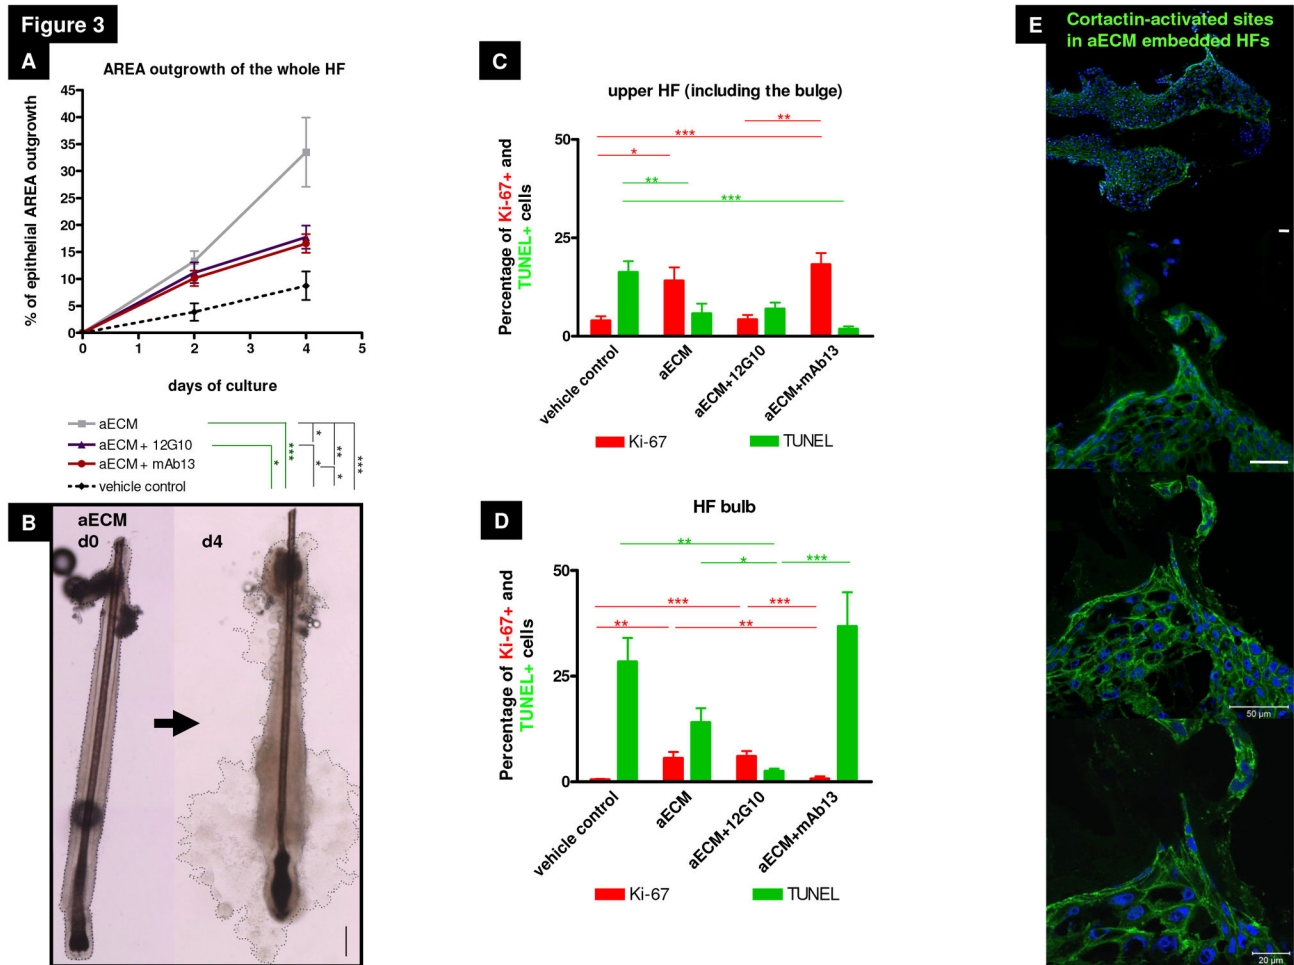 Figure 3
A
AREA outgrowth of the whole HF
% of epithelial AREA outgrowth
45
40
35
30
25
20
15
10
5
0
0 1 2 3 4 5
days of culture
aECM
aECM + 12G10
aECM + mAb13
vehicle control
* *** * * ** * ***
B
aECM
d0
d4
C
upper HF (including the bulge)
Percentage of Ki-67+ and
TUNEL+ cells
**
***
*
**
***
50
25
0
vehicle control
aECM
aECM+12G10
aECM+mAb13
Ki-67
TUNEL
D
HF bulb
Percentage of Ki-67+ and
TUNEL+ cells
**
* ***
*** ***
** **
50
25
0
vehicle control
aECM
aECM+12G10
aECM+mAb13
Ki-67
TUNEL
E
Cortactin-activated sites
in aECM embedded HFs
50 µm
20 µm